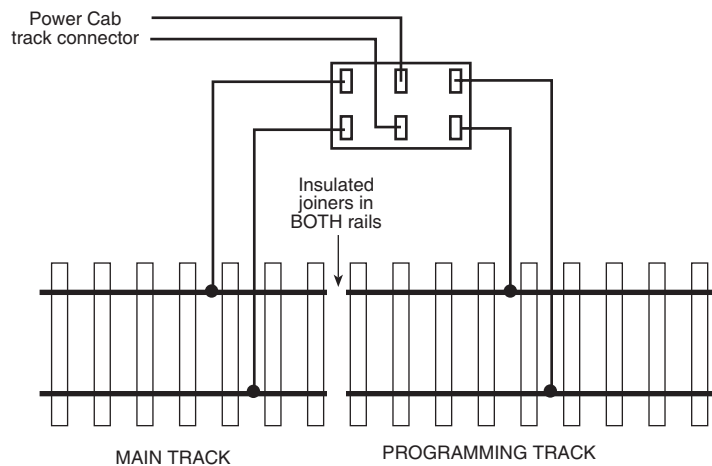 Power Cab
track connector
Insulated
joiners in
BOTH rails
MAIN TRACK
PROGRAMMING TRACK